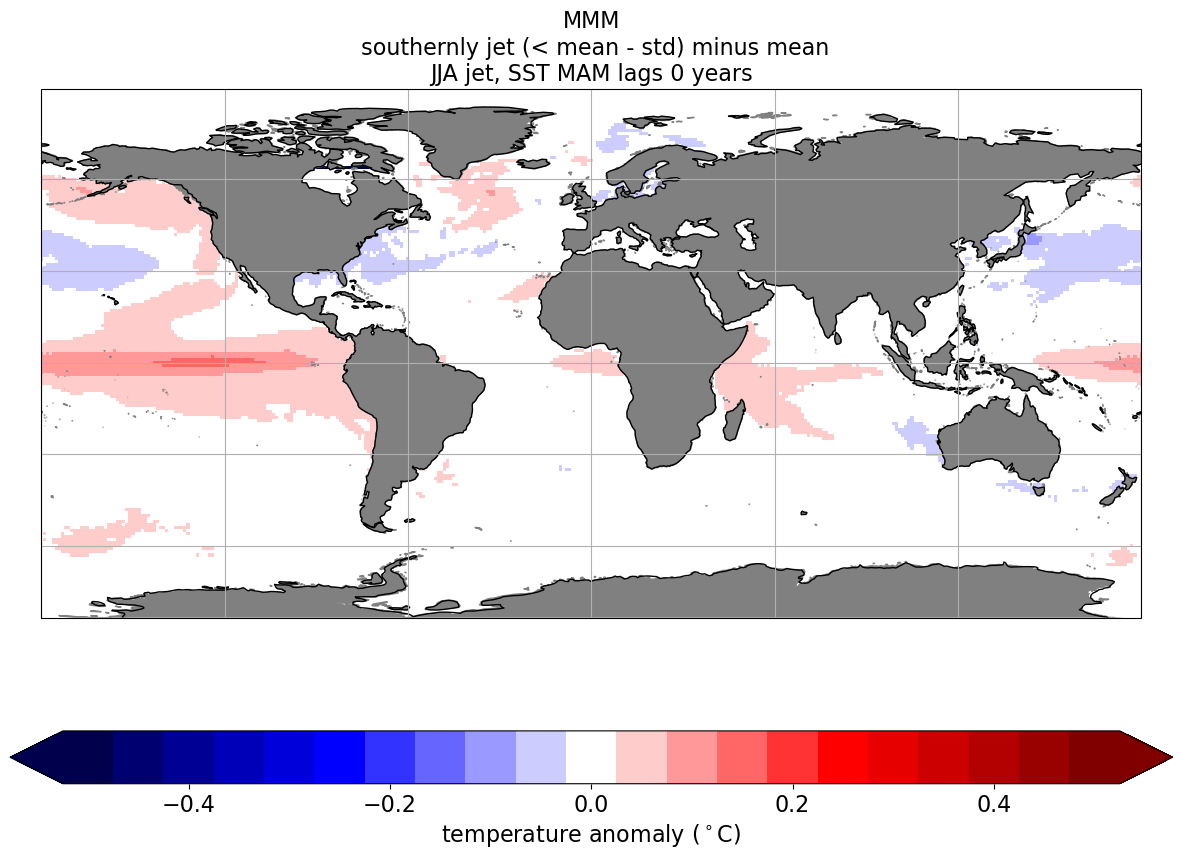 MMM
southernly jet (< mean - std) minus mean
JJA jet, SST MAM lags 0 years
−0.4 −0.2 0.0 0.2 0.4
temperature anomaly (°C)